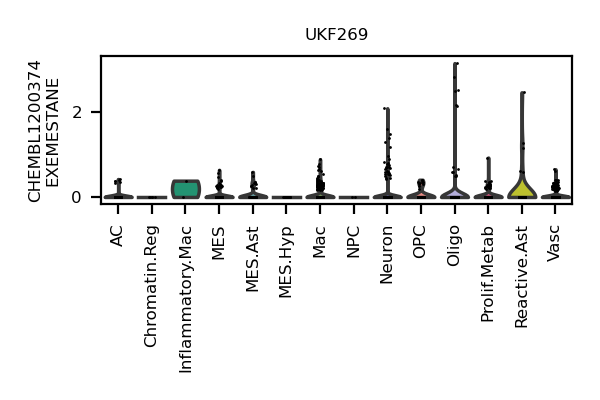 UKF269
CHEMBL1200374
EXEMESTANE
2
0
AC
Chromatin.Reg
Inflammatory.Mac
MES
MES.Ast
MES.Hyp
Mac
NPC
Neuron
OPC
Oligo
Prolif.Metab
Reactive.Ast
Vasc